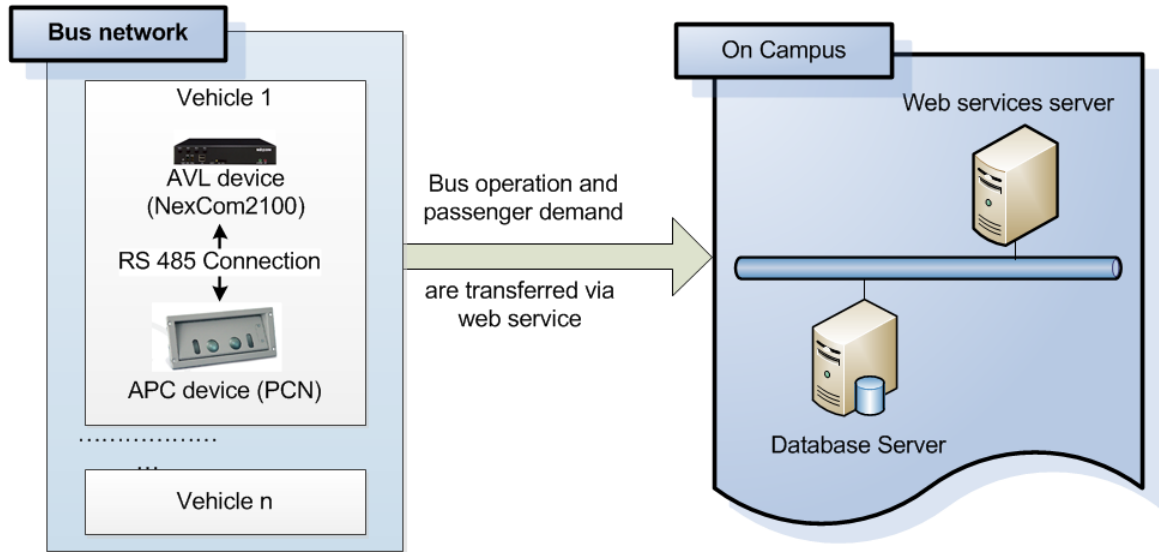 Bus network
Vehicle 1
AVL device
(NexCom2100)
RS 485 Connection
APC device (PCN)
..................
...
Vehicle n
Bus operation and
passenger demand
are transferred via
web service
On Campus
Web services server
Database Server